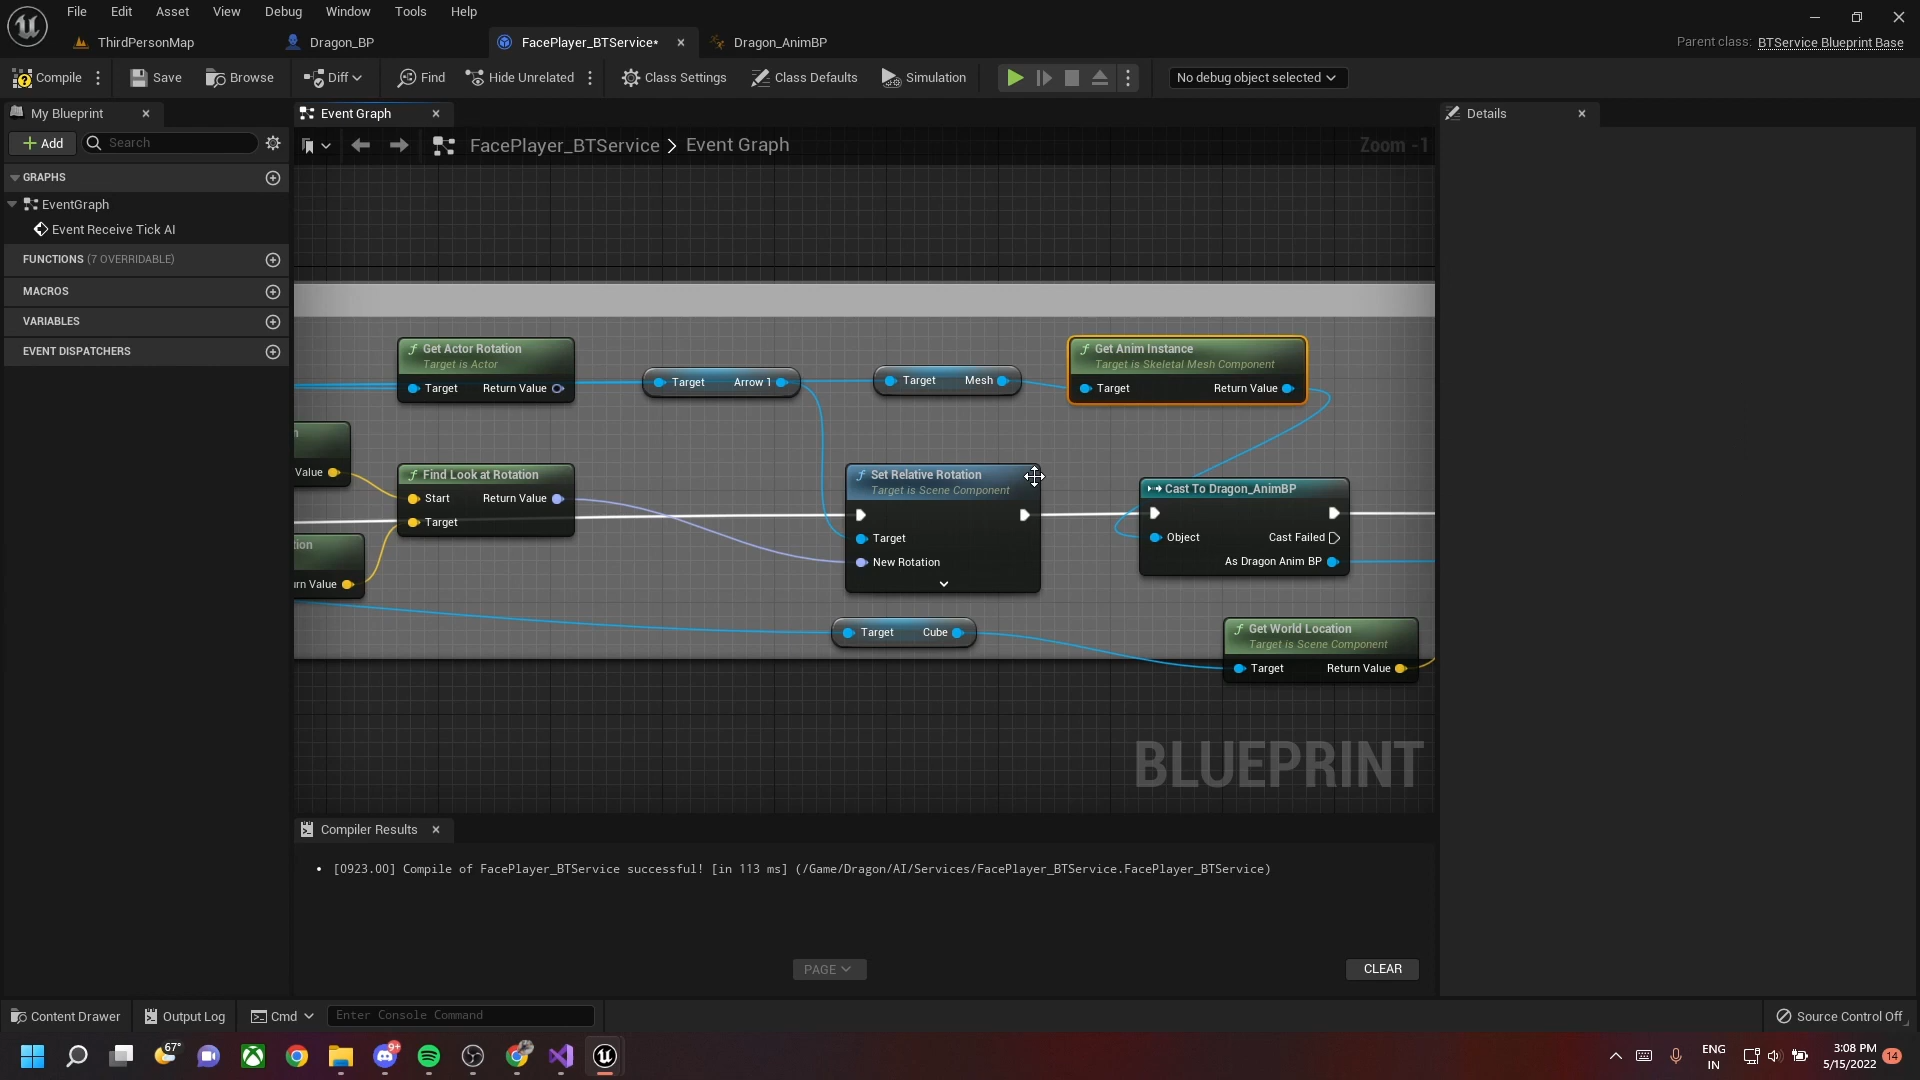 File Edit Asset View Debug Window Tools Help
ThirdPersonMap
Dragon_BP
FacePlayer_BTService*
Dragon_AnimBP
Parent class: BTService Blueprint Base
Compile
Save
Browse
Diff
Find
Hide Unrelated
Class Settings
Class Defaults
Simulation
No debug object selected
My Blueprint
Add
Search
GRAPHS
EventGraph
Event Receive Tick AI
FUNCTIONS (7 OVERRIDABLE)
MACROS
VARIABLES
EVENT DISPATCHERS
Event Graph
FacePlayer_BTService > Event Graph
Zoom -1
f Get Actor Rotation
Target is Actor
Target Return Value
Target Arrow 1
Target Mesh
f Get Anim Instance
Target is Skeletal Mesh Component
Target Return Value
n
Value
f Find Look at Rotation
Start Return Value
Target
tion
urn Value
f Set Relative Rotation
Target is Scene Component
Target
New Rotation
Cast To Dragon_AnimBP
Object Cast Failed
As Dragon Anim BP
Target Cube
f Get World Location
Target is Scene Component
Target Return Value
BLUEPRINT
Details
Compiler Results
• [0923.00] Compile of FacePlayer_BTService successful! [in 113 ms] (/Game/Dragon/AI/Services/FacePlayer_BTService.FacePlayer_BTService)
PAGE
CLEAR
Content Drawer
Output Log
Cmd
Enter Console Command
Source Control Off
67°
9+
ENG
IN
3:08 PM
5/15/2022
14